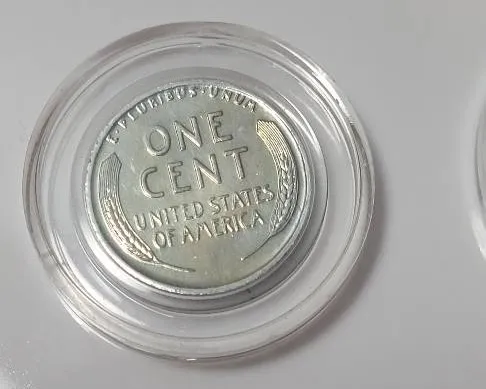 E·PLURIBUS·UNUM
ONE
CENT
UNITED STATES
OF AMERICA